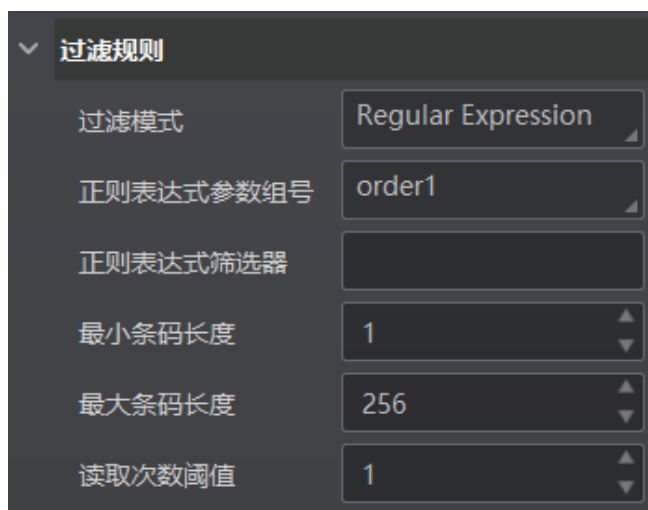 过滤规则
过滤模式 Regular Expression
正则表达式参数组号 order1
正则表达式筛选器
最小条码长度 1
最大条码长度 256
读取次数阈值 1